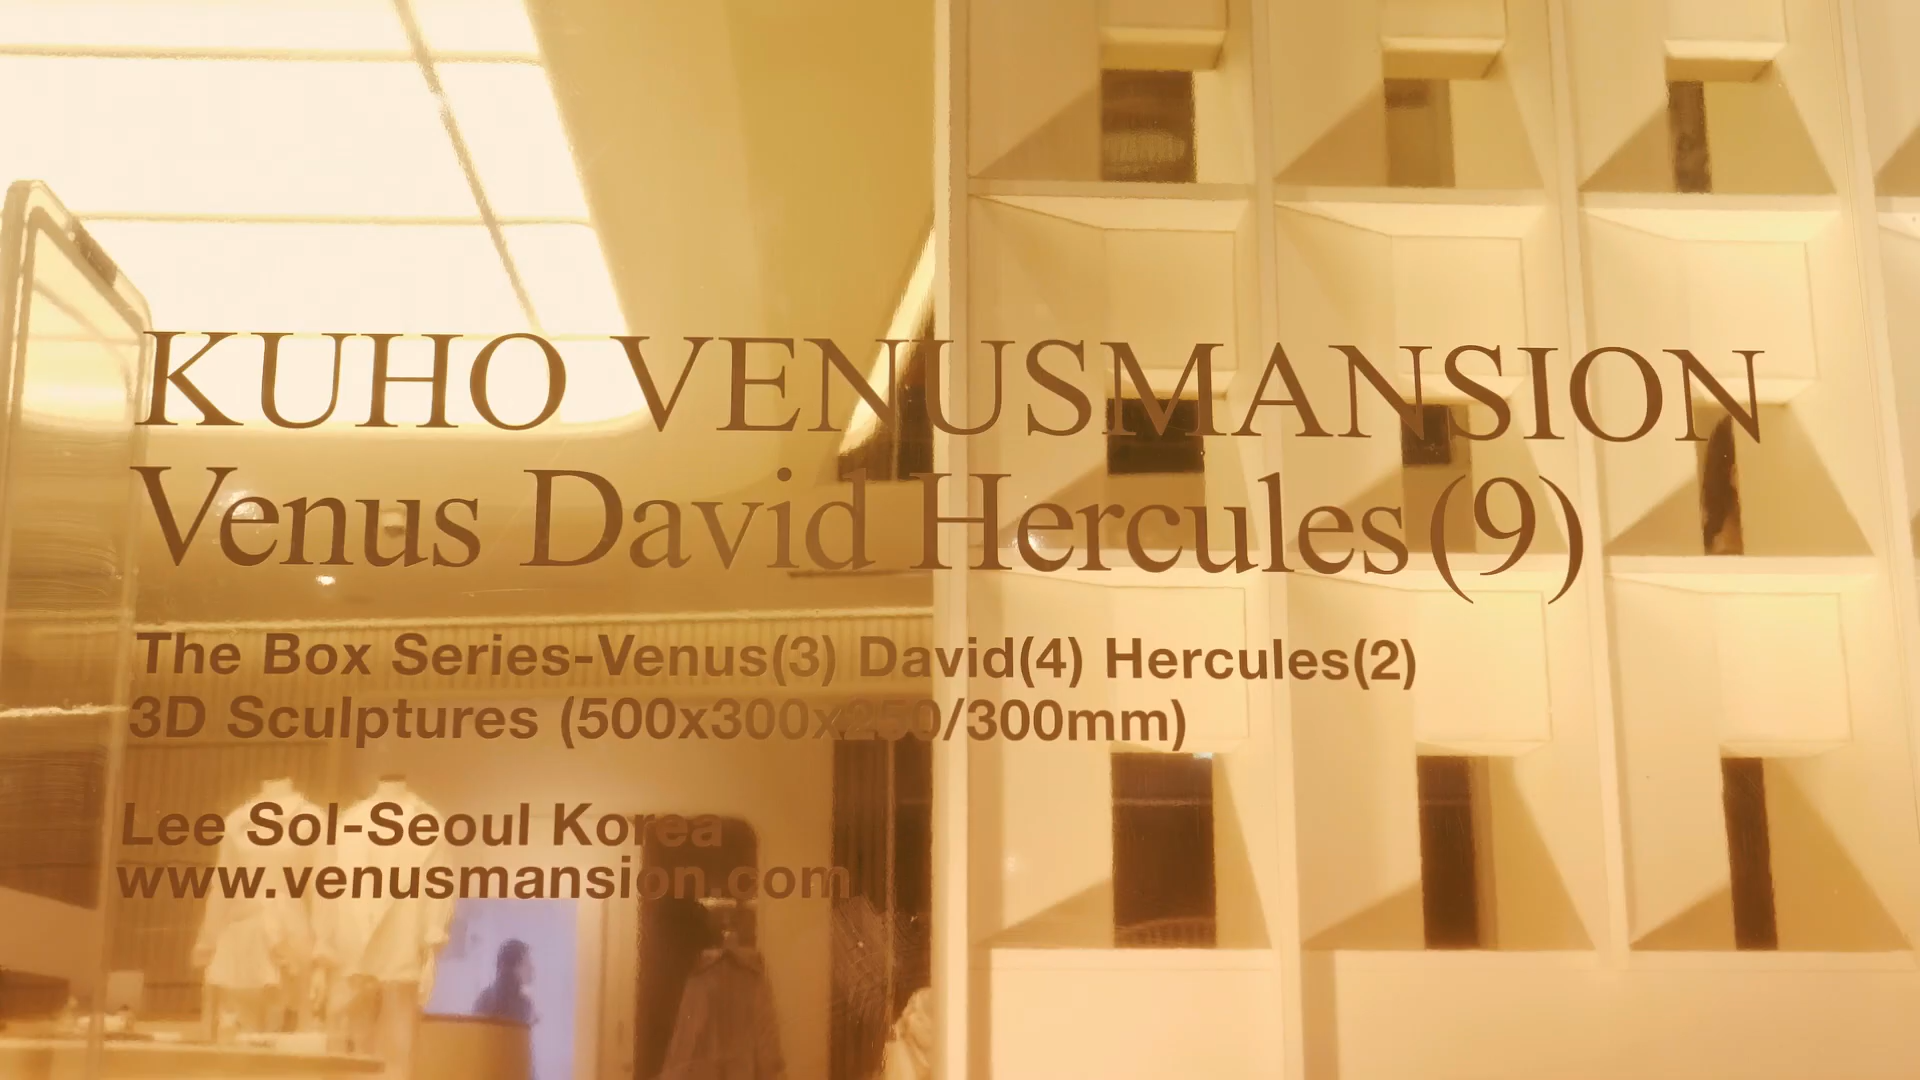 KUHO VENUSMANSION
Venus David Hercules(9)
The Box Series-Venus(3) David(4) Hercules(2)
3D Sculptures (500x300x250/300mm)
Lee Sol-Seoul Korea
www.venusmansion.com